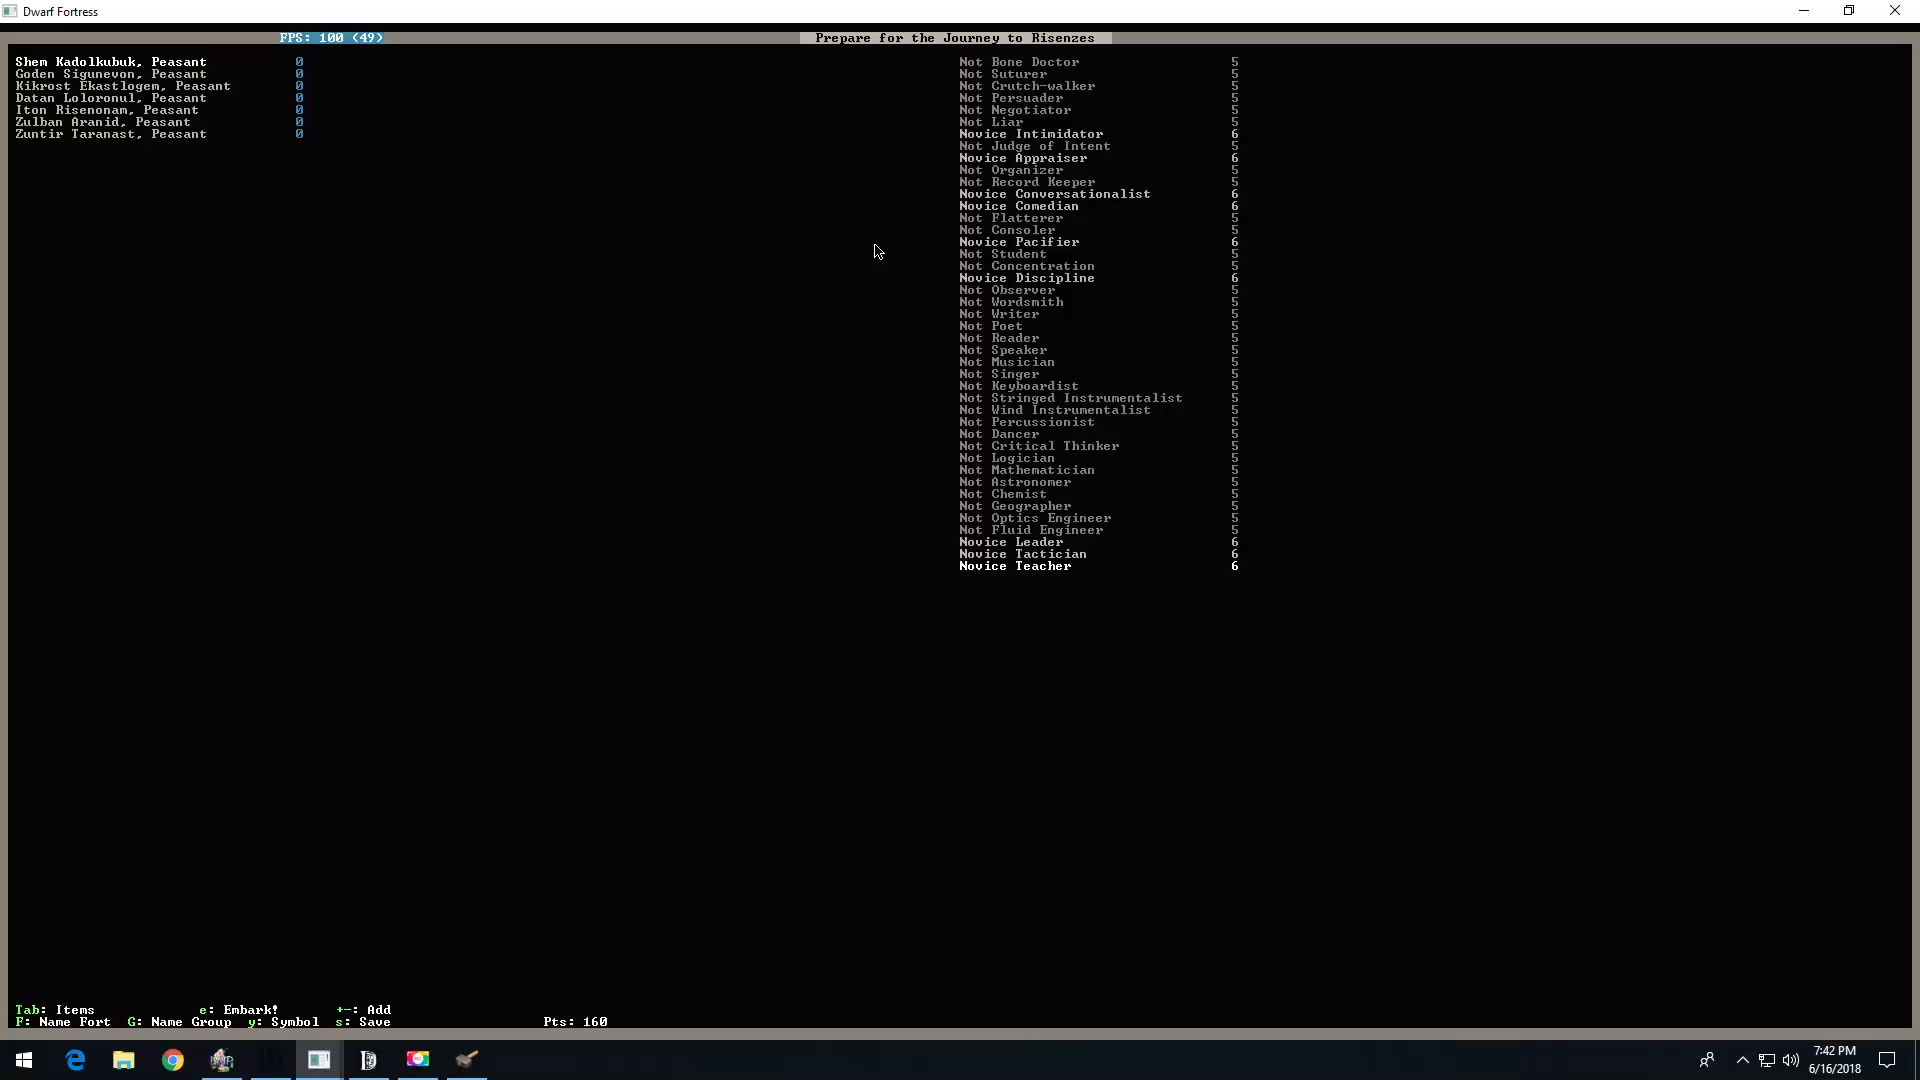 Dwarf Fortress
FPS: 100 (49)
Prepare for the Journey to Risenzes
Shem Kadolkubuk, Peasant 0
Goden Sigunevon, Peasant 0
Kikrost Ekastlogem, Peasant 0
Datan Loloronul, Peasant 0
Iton Risenonam, Peasant 0
Zulban Aranid, Peasant 0
Zuntir Taranast, Peasant 0
Not Bone Doctor 5
Not Suturer 5
Not Crutch-walker 5
Not Persuader 5
Not Negotiator 5
Not Liar 5
Novice Intimidator 6
Not Judge of Intent 5
Novice Appraiser 6
Not Organizer 5
Not Record Keeper 5
Novice Conversationalist 6
Novice Comedian 6
Not Flatterer 5
Not Consoler 5
Novice Pacifier 6
Not Student 5
Not Concentration 5
Novice Discipline 6
Not Observer 5
Not Wordsmith 5
Not Writer 5
Not Poet 5
Not Reader 5
Not Speaker 5
Not Musician 5
Not Singer 5
Not Keyboardist 5
Not Stringed Instrumentalist 5
Not Wind Instrumentalist 5
Not Percussionist 5
Not Dancer 5
Not Critical Thinker 5
Not Logician 5
Not Mathematician 5
Not Astronomer 5
Not Chemist 5
Not Geographer 5
Not Optics Engineer 5
Not Fluid Engineer 5
Novice Leader 6
Novice Tactician 6
Novice Teacher 6
Tab: Items e: Embark! +-: Add
F: Name Fort G: Name Group y: Symbol s: Save Pts: 160
7:42 PM
6/16/2018